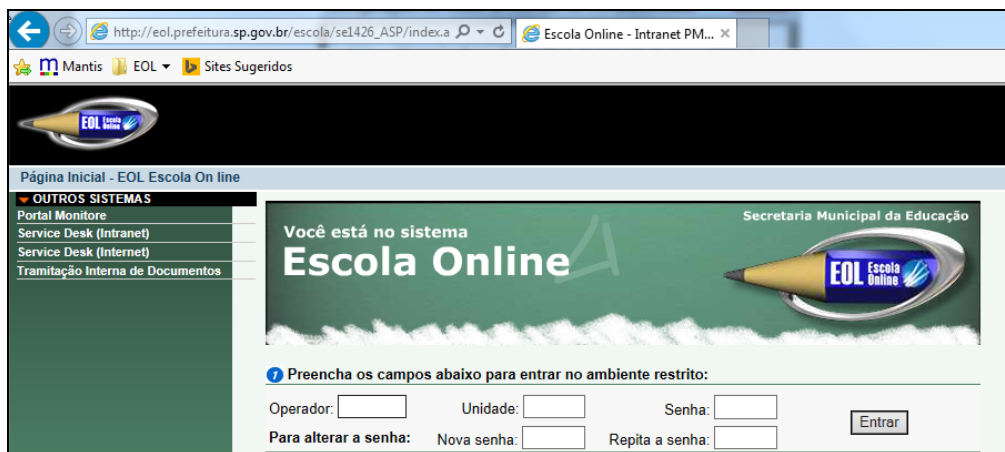 http://eol.prefeitura.sp.gov.br/escola/se1426_ASP/index.a
Escola Online - Intranet PM...
Mantis EOL Sites Sugeridos
EOL Escola Online
Página Inicial - EOL Escola On line
OUTROS SISTEMAS
Portal Monitore
Service Desk (Intranet)
Service Desk (Internet)
Tramitação Interna de Documentos
Secretaria Municipal da Educação
Você está no sistema
Escola Online
EOL Escola Online
1 Preencha os campos abaixo para entrar no ambiente restrito:
Operador: Unidade: Senha: Entrar
Para alterar a senha: Nova senha: Repita a senha: